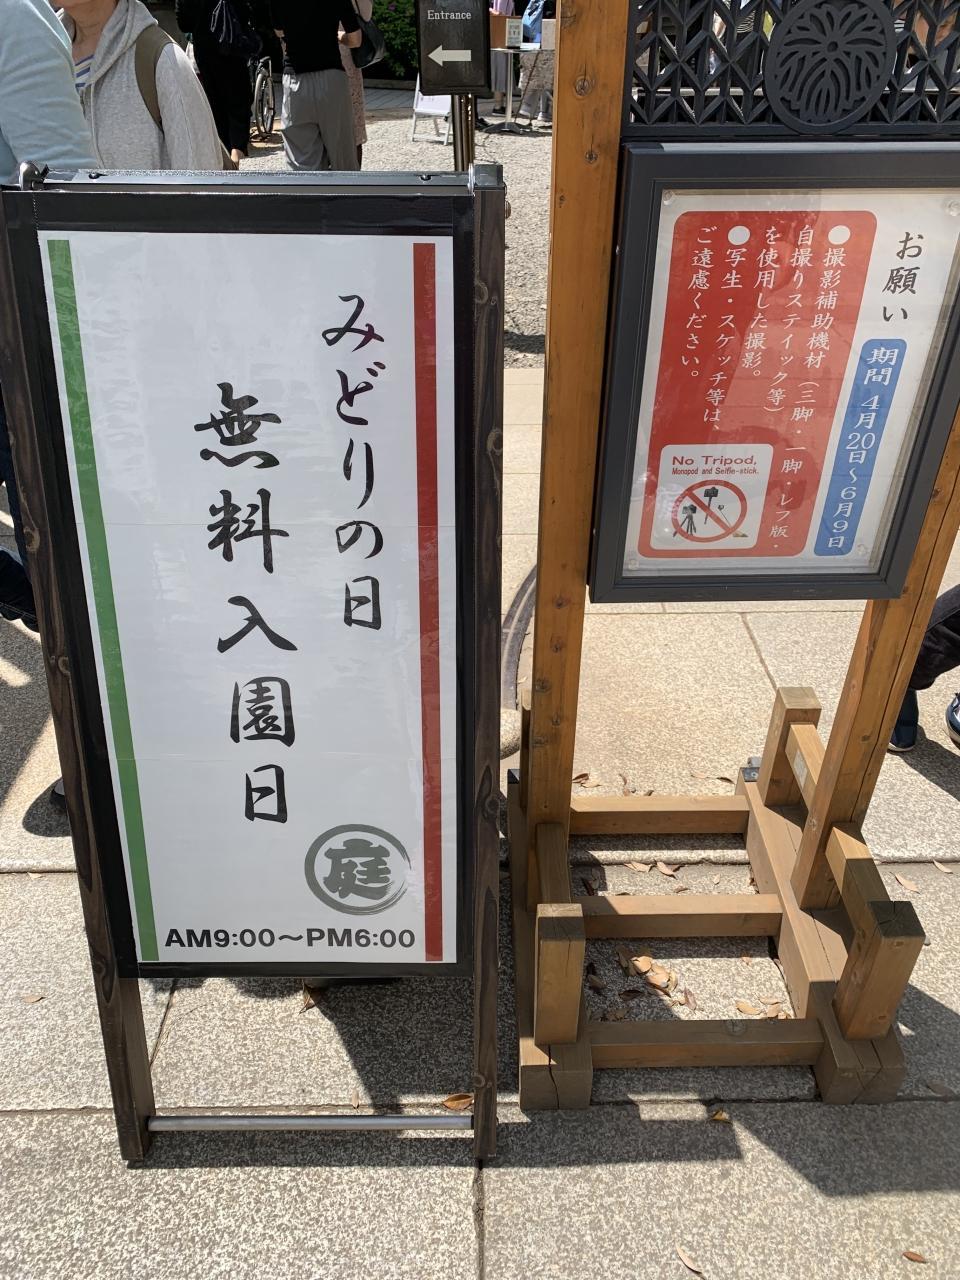 Entrance
みどりの日
無料入園日
庭
AM9:00～PM6:00
お願い
期間 4月20日～6月9日
●撮影補助機材（三脚・一脚・レフ版・
自撮りスティック等）
を使用した撮影。
●写生・スケッチ等は、
ご遠慮ください。
No Tripod,
Monopod and Selfie-stick.